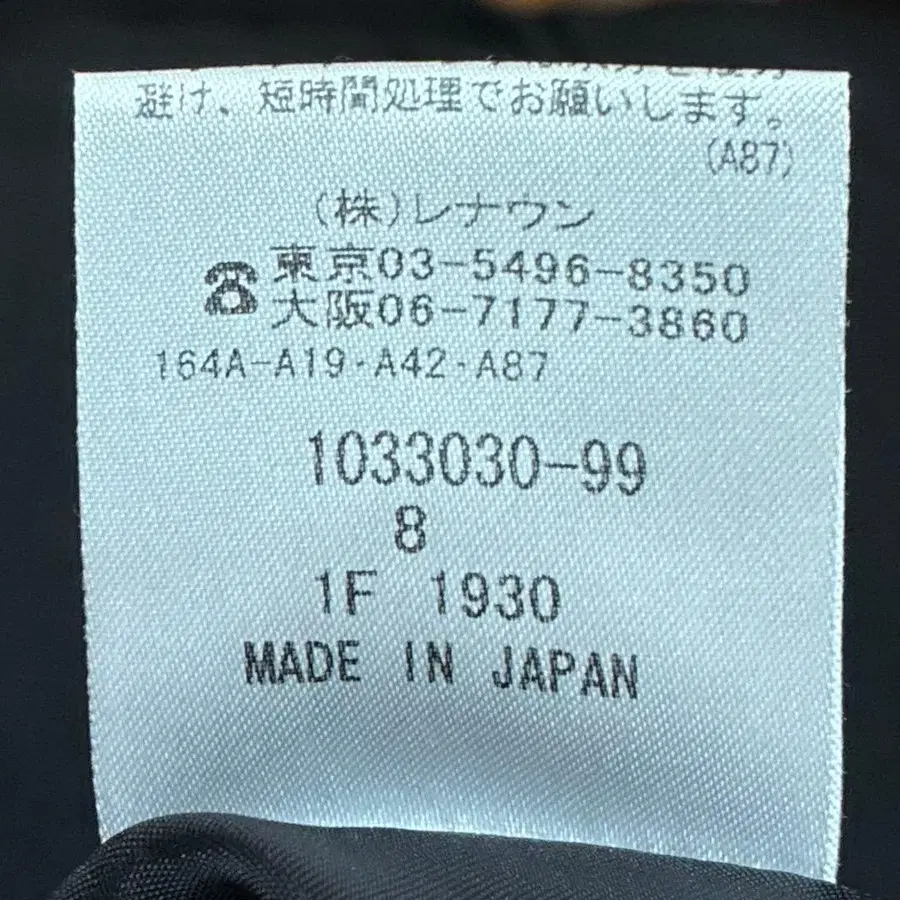 避け、短時間処理でお願いします。
(A87)
(株)レナウン
☎東京03-5496-8350
大阪06-7177-3860
164A-A19・A42・A87
1033030-99
8
1F 1930
MADE IN JAPAN